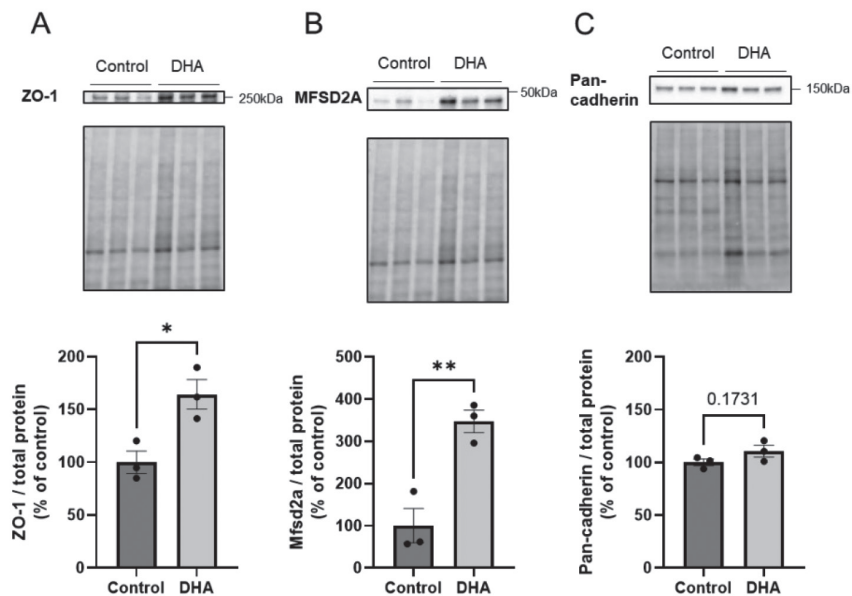 A
Control DHA
ZO-1
250kDa
ZO-1 / total protein
(% of control)
200
150
100
50
0
*
Control DHA
B
Control DHA
MFSD2A
50kDa
Mfsd2a / total protein
(% of control)
500
400
300
200
100
0
**
Control DHA
C
Control DHA
Pan-
cadherin
150kDa
Pan-cadherin / total protein
(% of control)
200
150
100
50
0
0.1731
Control DHA